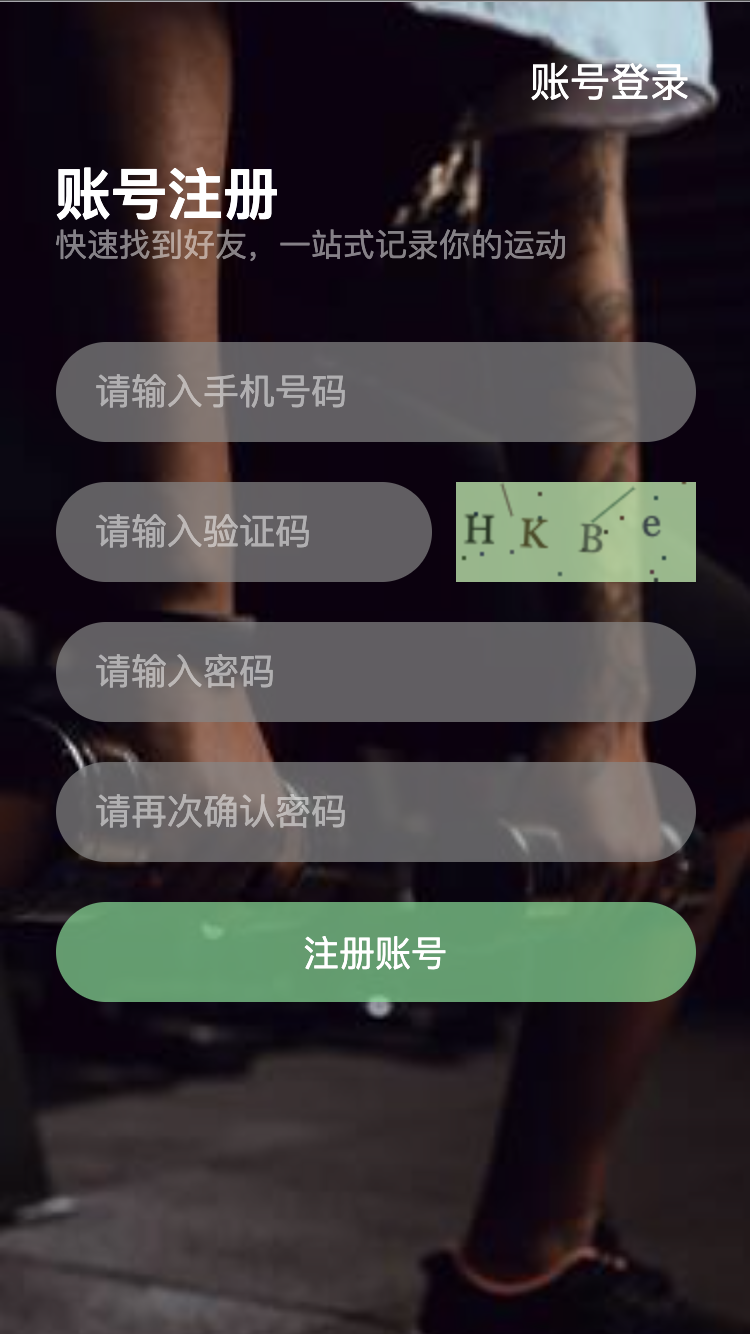 账号登录
账号注册
快速找到好友，一站式记录你的运动
请输入手机号码
请输入验证码
H K B e
请输入密码
请再次确认密码
注册账号